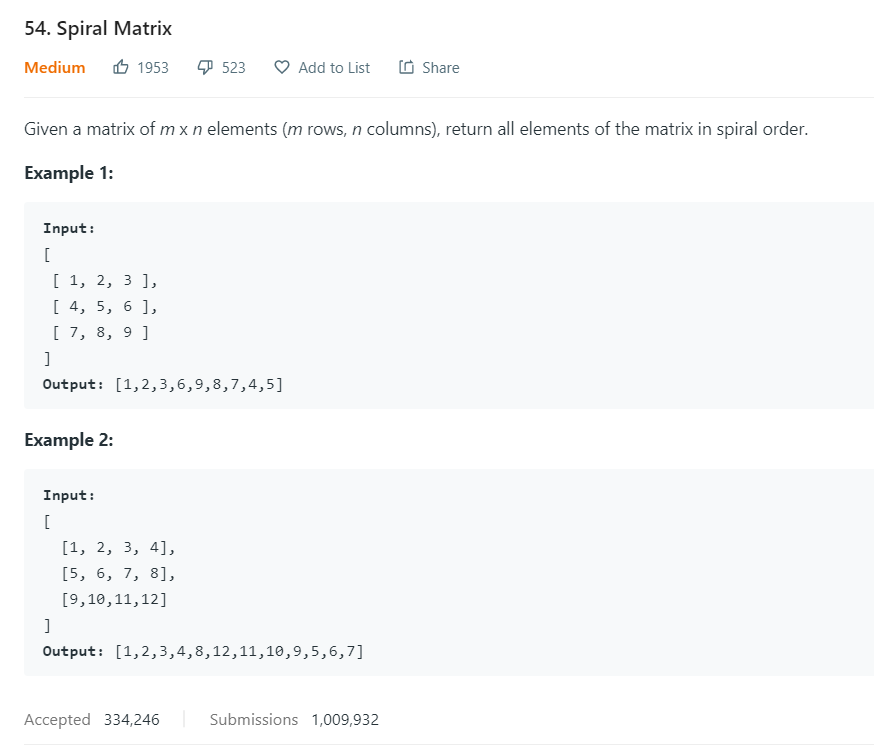 54. Spiral Matrix
Medium 1953 523 Add to List Share
Given a matrix of m x n elements (m rows, n columns), return all elements of the matrix in spiral order.
Example 1:
Input:
[
 [ 1, 2, 3 ],
 [ 4, 5, 6 ],
 [ 7, 8, 9 ]
]
Output: [1,2,3,6,9,8,7,4,5]
Example 2:
Input:
[
  [1, 2, 3, 4],
  [5, 6, 7, 8],
  [9,10,11,12]
]
Output: [1,2,3,4,8,12,11,10,9,5,6,7]
Accepted 334,246 Submissions 1,009,932